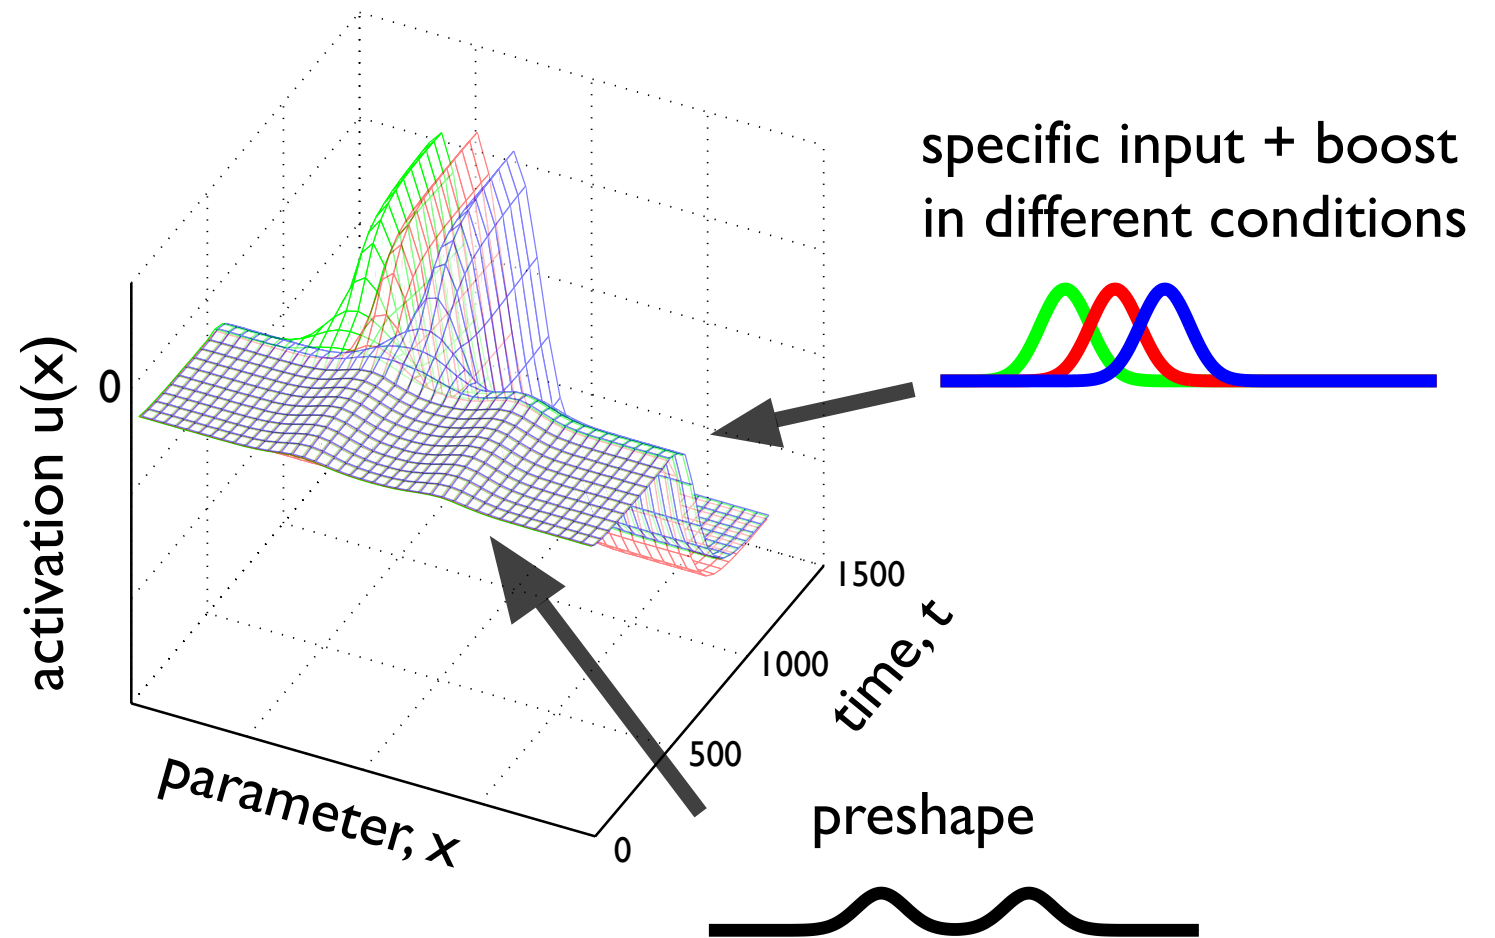 specific input + boost
in different conditions
activation u(x)
0
1500
1000
500
0
time, t
parameter, x
preshape